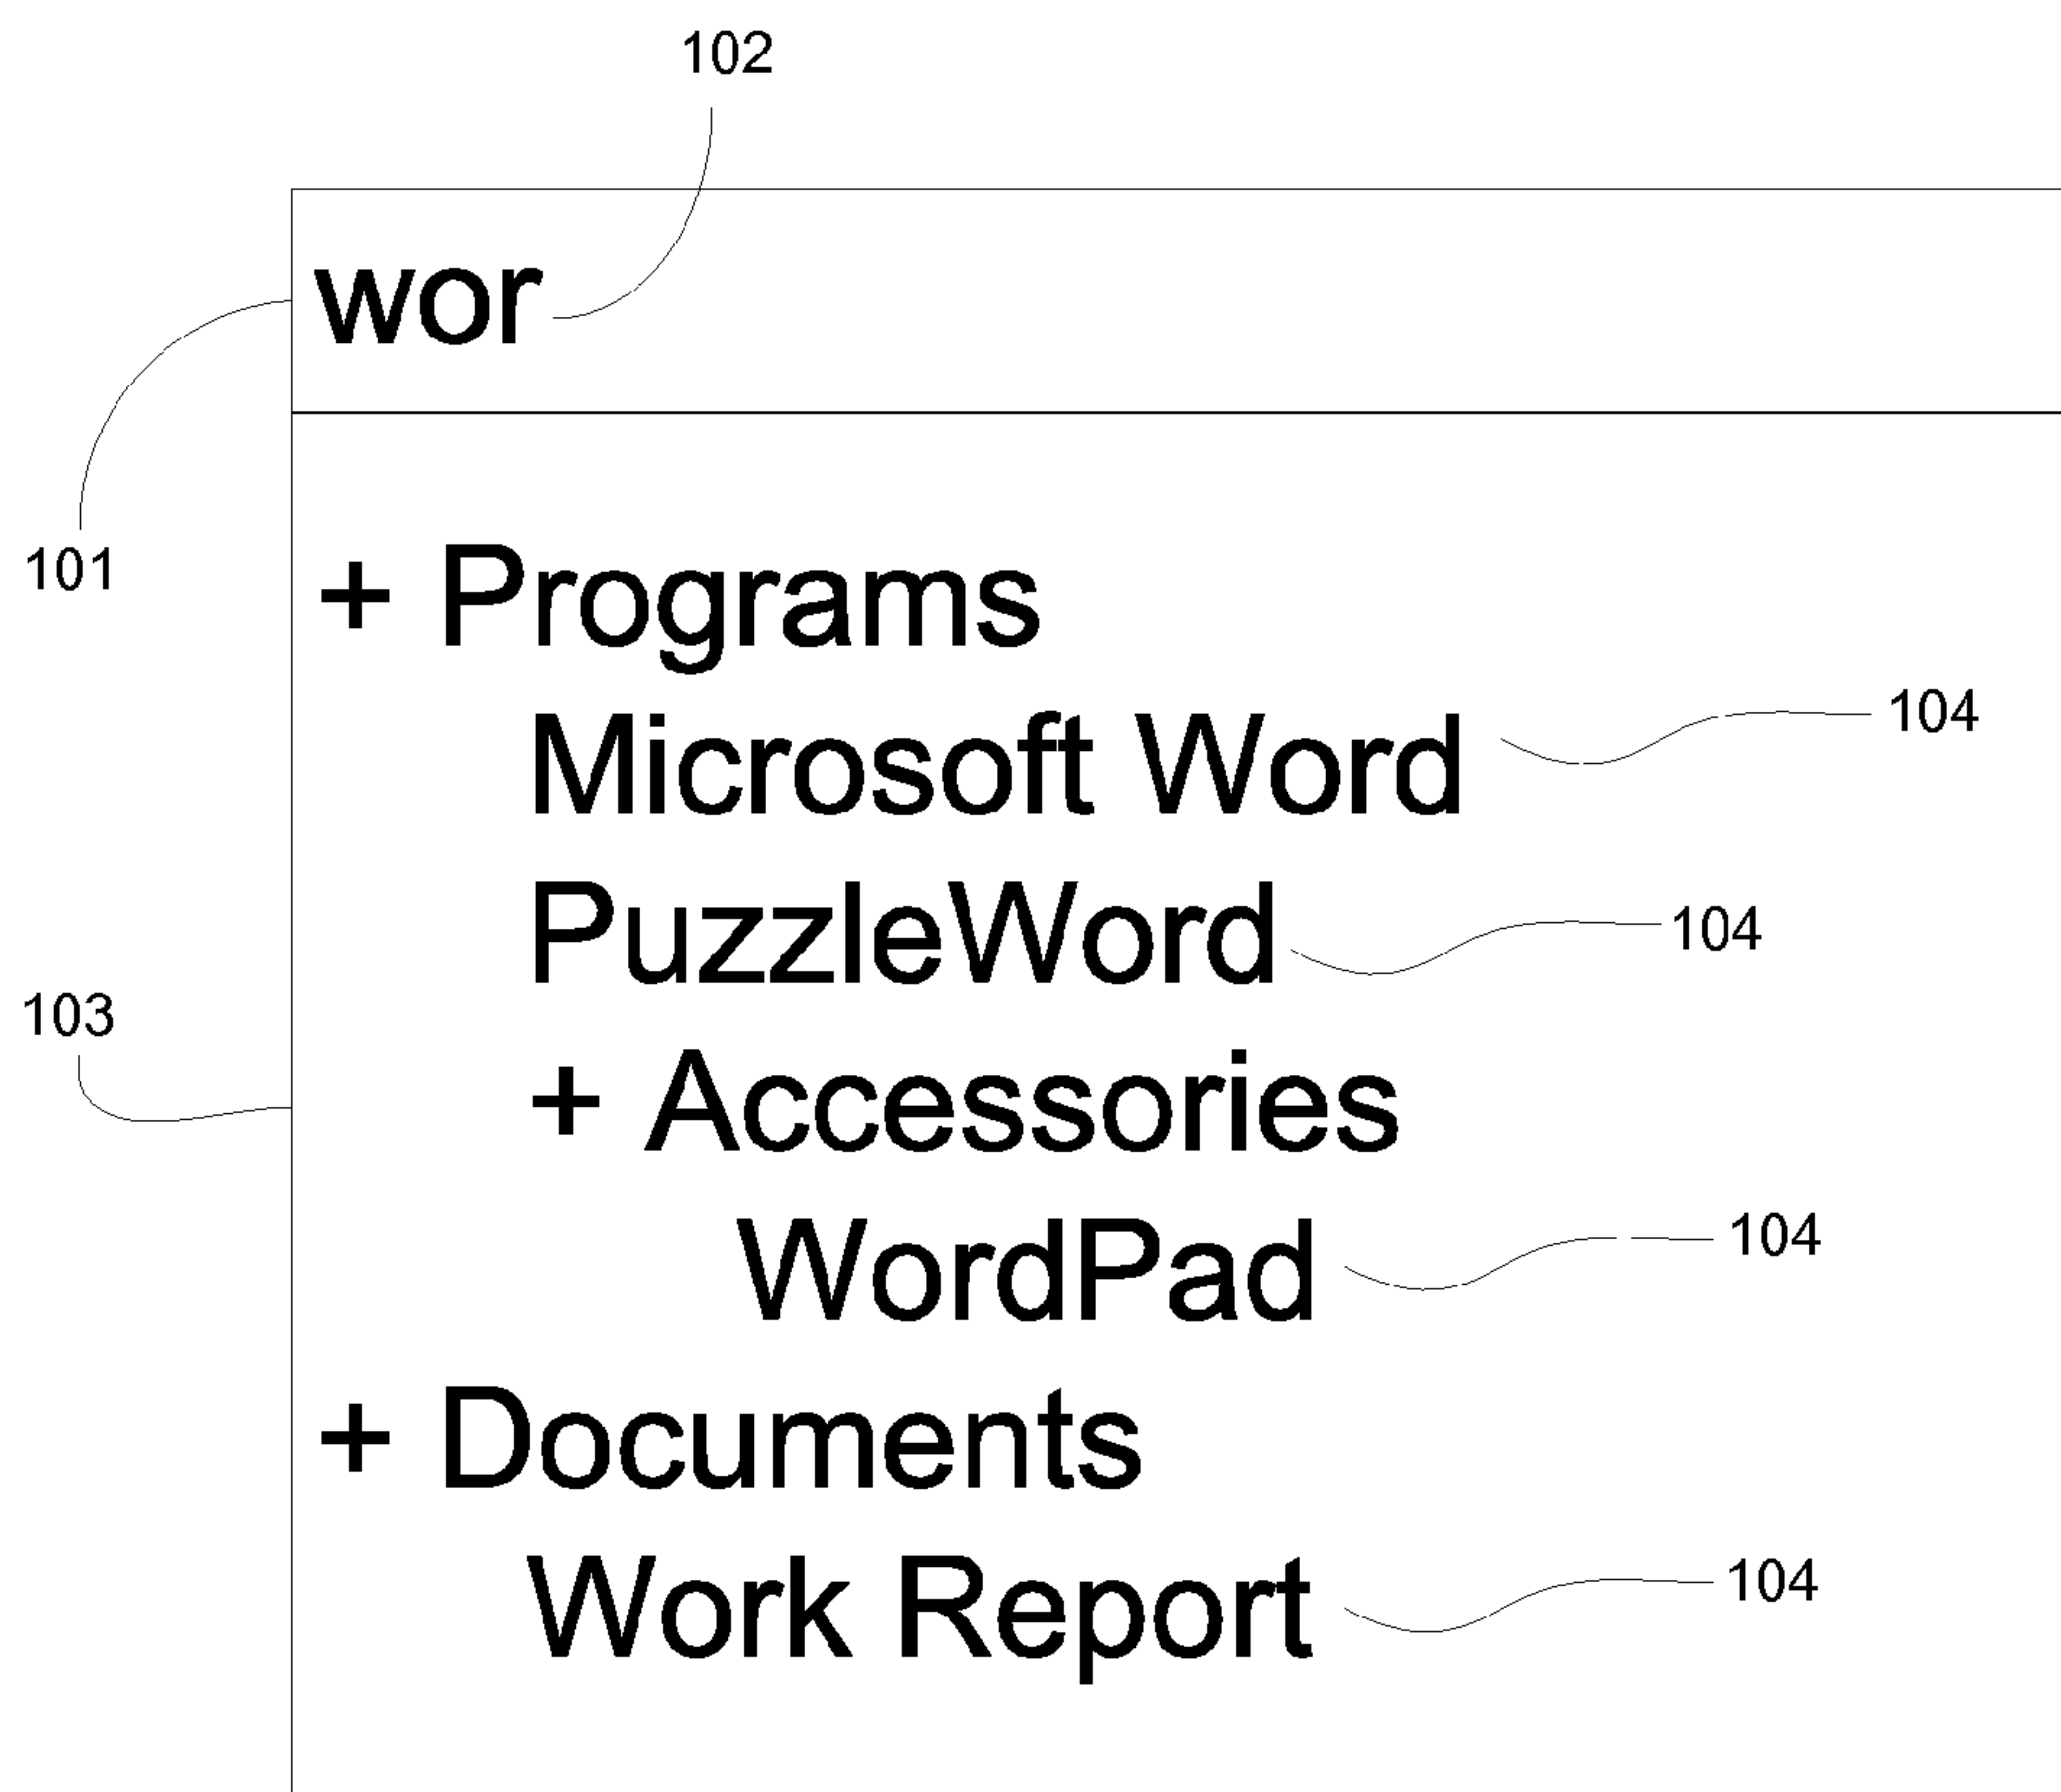 102
wor
101
+ Programs
Microsoft Word 104
PuzzleWord 104
103
+ Accessories
WordPad 104
+ Documents
Work Report 104